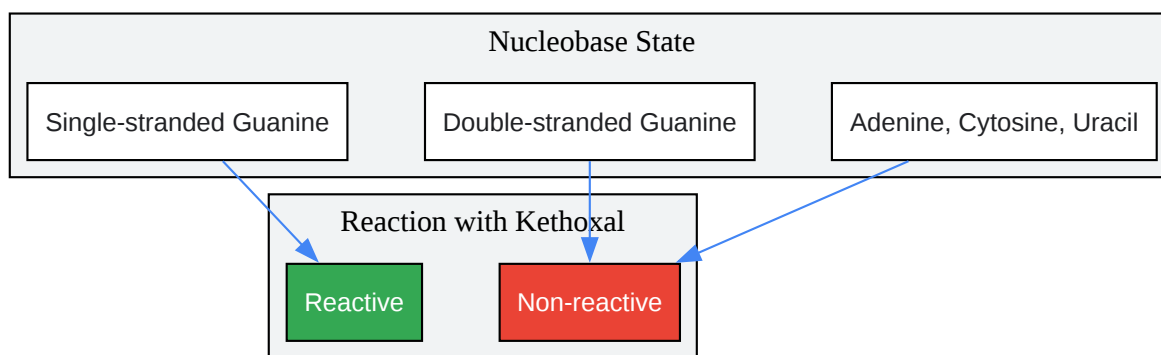 Nucleobase State
Single-stranded Guanine
Double-stranded Guanine
Adenine, Cytosine, Uracil
Reaction with Kethoxal
Reactive
Non-reactive